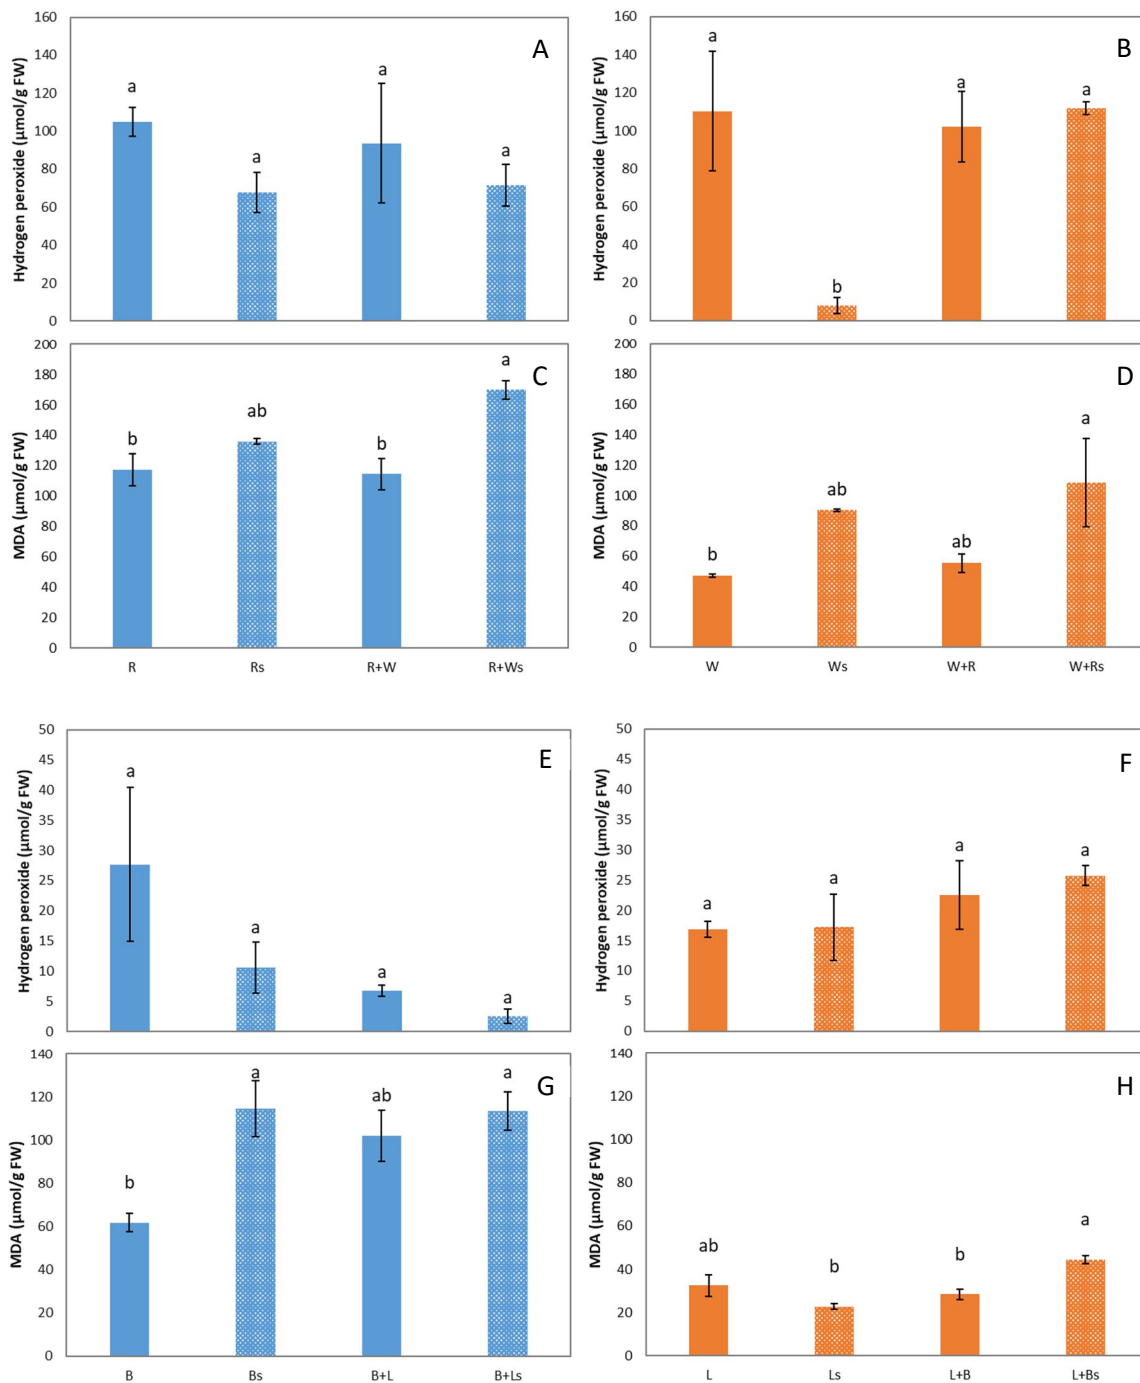 160
140
120
100
80
60
40
20
0
Hydrogen peroxide (µmol/g FW)
A
a
a
a
a
160
140
120
100
80
60
40
20
0
Hydrogen peroxide (µmol/g FW)
B
a
b
a
a
200
180
160
140
120
100
80
60
40
20
0
MDA (µmol/g FW)
C
b
ab
b
a
R Rs R+W R+Ws
200
180
160
140
120
100
80
60
40
20
0
MDA (µmol/g FW)
D
b
ab
ab
a
W Ws W+R W+Rs
50
45
40
35
30
25
20
15
10
5
0
Hydrogen peroxide (µmol/g FW)
E
a
a
a
a
50
45
40
35
30
25
20
15
10
5
0
Hydrogen peroxide (µmol/g FW)
F
a
a
a
a
140
120
100
80
60
40
20
0
MDA (µmol/g FW)
G
b
a
ab
a
B Bs B+L B+Ls
140
120
100
80
60
40
20
0
MDA (µmol/g FW)
H
ab
b
b
a
L Ls L+B L+Bs